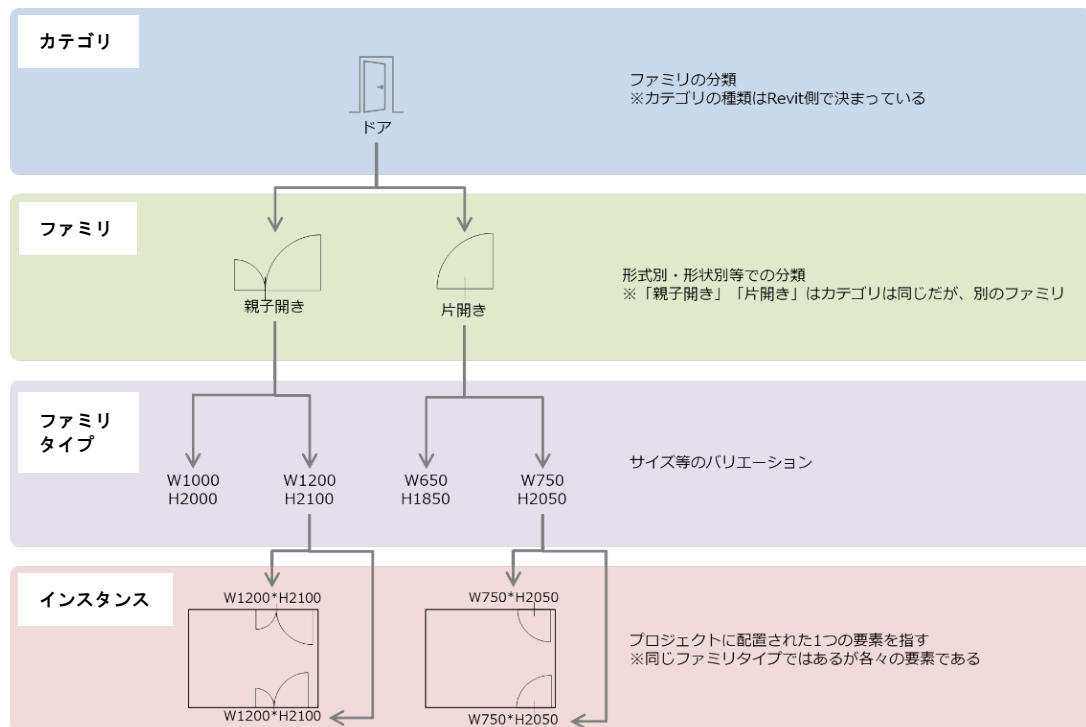 カテゴリ
ドア
ファミリの分類
※カテゴリの種類はRevit側で決まっている
ファミリ
親子開き
片開き
形式別・形状別等での分類
※「親子開き」「片開き」はカテゴリは同じだが、別のファミリ
ファミリ
タイプ
W1000
H2000
W1200
H2100
W650
H1850
W750
H2050
サイズ等のバリエーション
インスタンス
W1200*H2100
W750*H2050
プロジェクトに配置された1つの要素を指す
※同じファミリタイプではあるが各々の要素である
W1200*H2100
W750*H2050